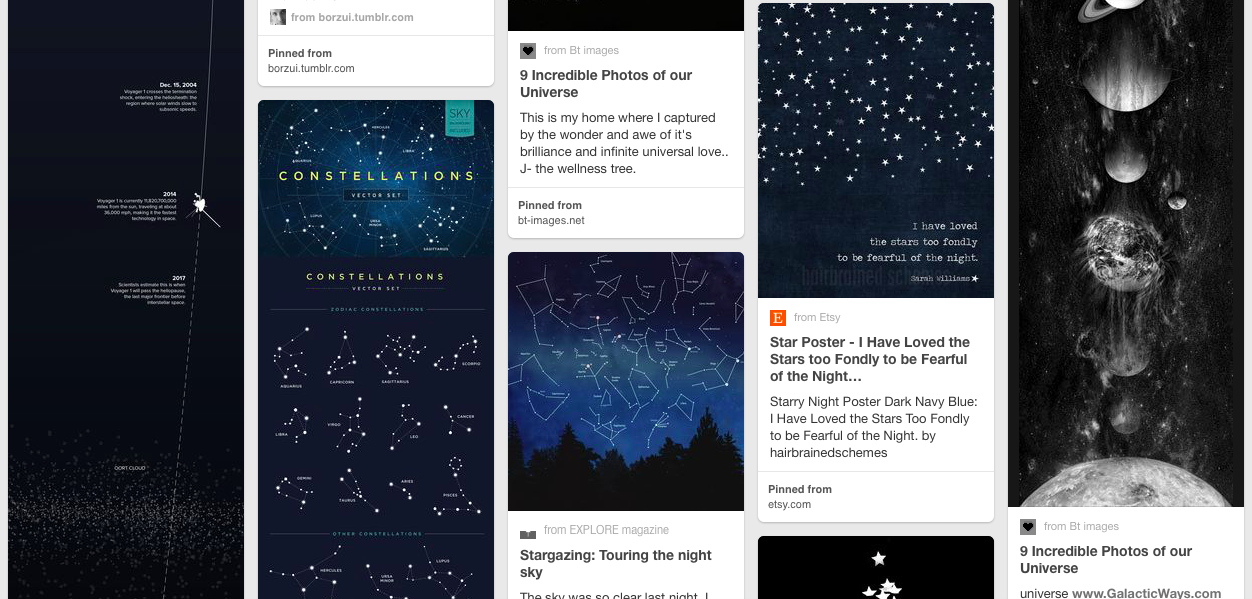 Dec. 15, 2004
Voyager 1 crosses the termination
shock, entering the heliosheath: the
region where solar winds slow to
subsonic speeds.
2014
Voyager 1 is currently 11,820,700,000
miles from the sun, traveling at about
36,000 mph, making it the fastest
technology in space.
2017
Scientists estimate this is when
Voyager 1 will pass the heliopause,
the last major frontier before
interstellar space.
OORT CLOUD
from borzui.tumblr.com
Pinned from
borzui.tumblr.com
SKY
INCLUDED
HERCULES
LIBRA
AQUARIUS
CONSTELLATIONS
VECTOR SET
LUPUS
URSA
MINOR
SAGITTARIUS
CONSTELLATIONS
VECTOR SET
ZODIAC CONSTELLATIONS
AQUARIUS
CAPRICORN
SAGITTARIUS
SCORPIO
LIBRA
VIRGO
LEO
CANCER
GEMINI
TAURUS
ARIES
PISCES
OTHER CONSTELLATIONS
HERCULES
URSA
MINOR
LUPUS
from Bt images
9 Incredible Photos of our
Universe
This is my home where I captured
by the wonder and awe of it's
brilliance and infinite universal love..
J- the wellness tree.
Pinned from
bt-images.net
from EXPLORE magazine
Stargazing: Touring the night
sky
The sky was so clear last night, I
I have loved
the stars too fondly
to be fearful of the night.
hairbrained schemes
Sarah Williams
from Etsy
Star Poster - I Have Loved the
Stars too Fondly to be Fearful
of the Night...
Starry Night Poster Dark Navy Blue:
I Have Loved the Stars Too Fondly
to be Fearful of the Night. by
hairbrainedschemes
Pinned from
etsy.com
from Bt images
9 Incredible Photos of our
Universe
universe www.GalacticWays.com